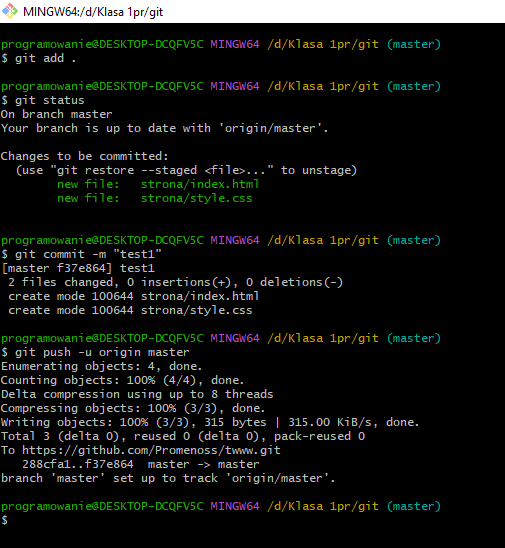 MINGW64:/d/Klasa 1pr/git
programowanie@DESKTOP-DCQFV5C MINGW64 /d/Klasa 1pr/git (master)
$ git add .
programowanie@DESKTOP-DCQFV5C MINGW64 /d/Klasa 1pr/git (master)
$ git status
On branch master
Your branch is up to date with 'origin/master'.
Changes to be committed:
  (use "git restore --staged <file>..." to unstage)
        new file:   strona/index.html
        new file:   strona/style.css
programowanie@DESKTOP-DCQFV5C MINGW64 /d/Klasa 1pr/git (master)
$ git commit -m "test1"
[master f37e864] test1
 2 files changed, 0 insertions(+), 0 deletions(-)
 create mode 100644 strona/index.html
 create mode 100644 strona/style.css
programowanie@DESKTOP-DCQFV5C MINGW64 /d/Klasa 1pr/git (master)
$ git push -u origin master
Enumerating objects: 4, done.
Counting objects: 100% (4/4), done.
Delta compression using up to 8 threads
Compressing objects: 100% (3/3), done.
Writing objects: 100% (3/3), 315 bytes | 315.00 KiB/s, done.
Total 3 (delta 0), reused 0 (delta 0), pack-reused 0
To https://github.com/Promenoss/twww.git
   288cfa1..f37e864  master -> master
branch 'master' set up to track 'origin/master'.
programowanie@DESKTOP-DCQFV5C MINGW64 /d/Klasa 1pr/git (master)
$